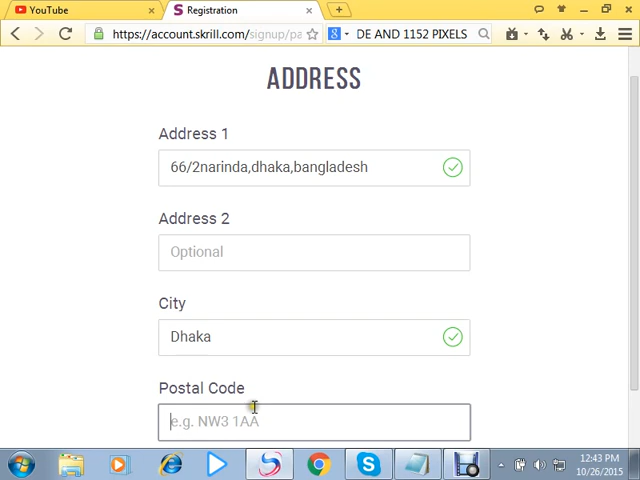 YouTube
Registration
https://account.skrill.com/signup/pa
DE AND 1152 PIXELS
ADDRESS
Address 1
66/2narinda,dhaka,bangladesh
Address 2
Optional
City
Dhaka
Postal Code
e.g. NW3 1AA
12:43 PM
10/26/2015